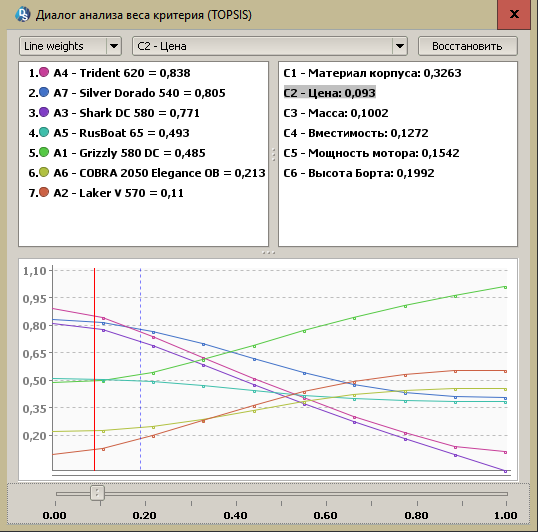 Диалог анализа веса критерия (TOPSIS)
Line weights
C2 - Цена
Восстановить
1. A4 - Trident 620 = 0,838
2. A7 - Silver Dorado 540 = 0,805
3. A3 - Shark DC 580 = 0,771
4. A5 - RusBoat 65 = 0,493
5. A1 - Grizzly 580 DC = 0,485
6. A6 - COBRA 2050 Elegance OB = 0,213
7. A2 - Laker V 570 = 0,11
C1 - Материал корпуса: 0,3263
C2 - Цена: 0,093
C3 - Масса: 0,1002
C4 - Вместимость: 0,1272
C5 - Мощность мотора: 0,1542
C6 - Высота Борта: 0,1992
1,10
0,95
0,80
0,65
0,50
0,35
0,20
0.00 0.20 0.40 0.60 0.80 1.00